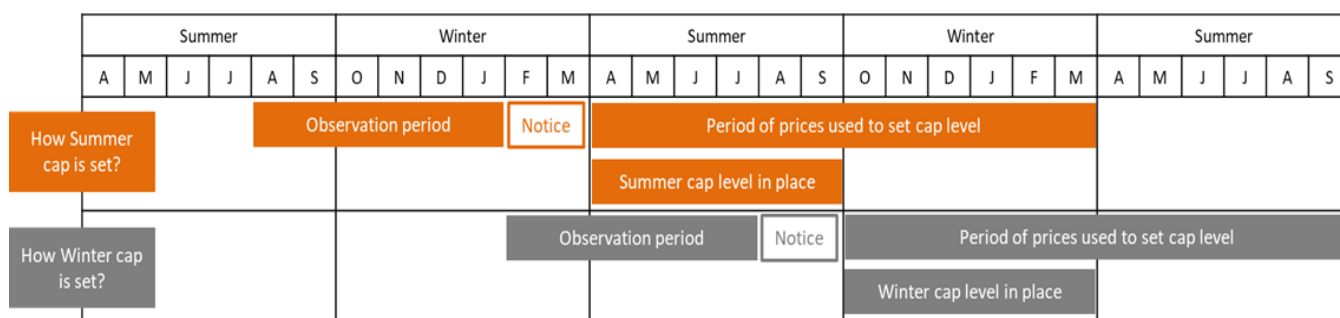 Summer Winter Summer Winter Summer
A M J J A S O N D J F M A M J J A S O N D J F M A M J J A S
How Summer
cap is set?
Observation period Notice Period of prices used to set cap level
Summer cap level in place
How Winter cap
is set?
Observation period Notice Period of prices used to set cap level
Winter cap level in place